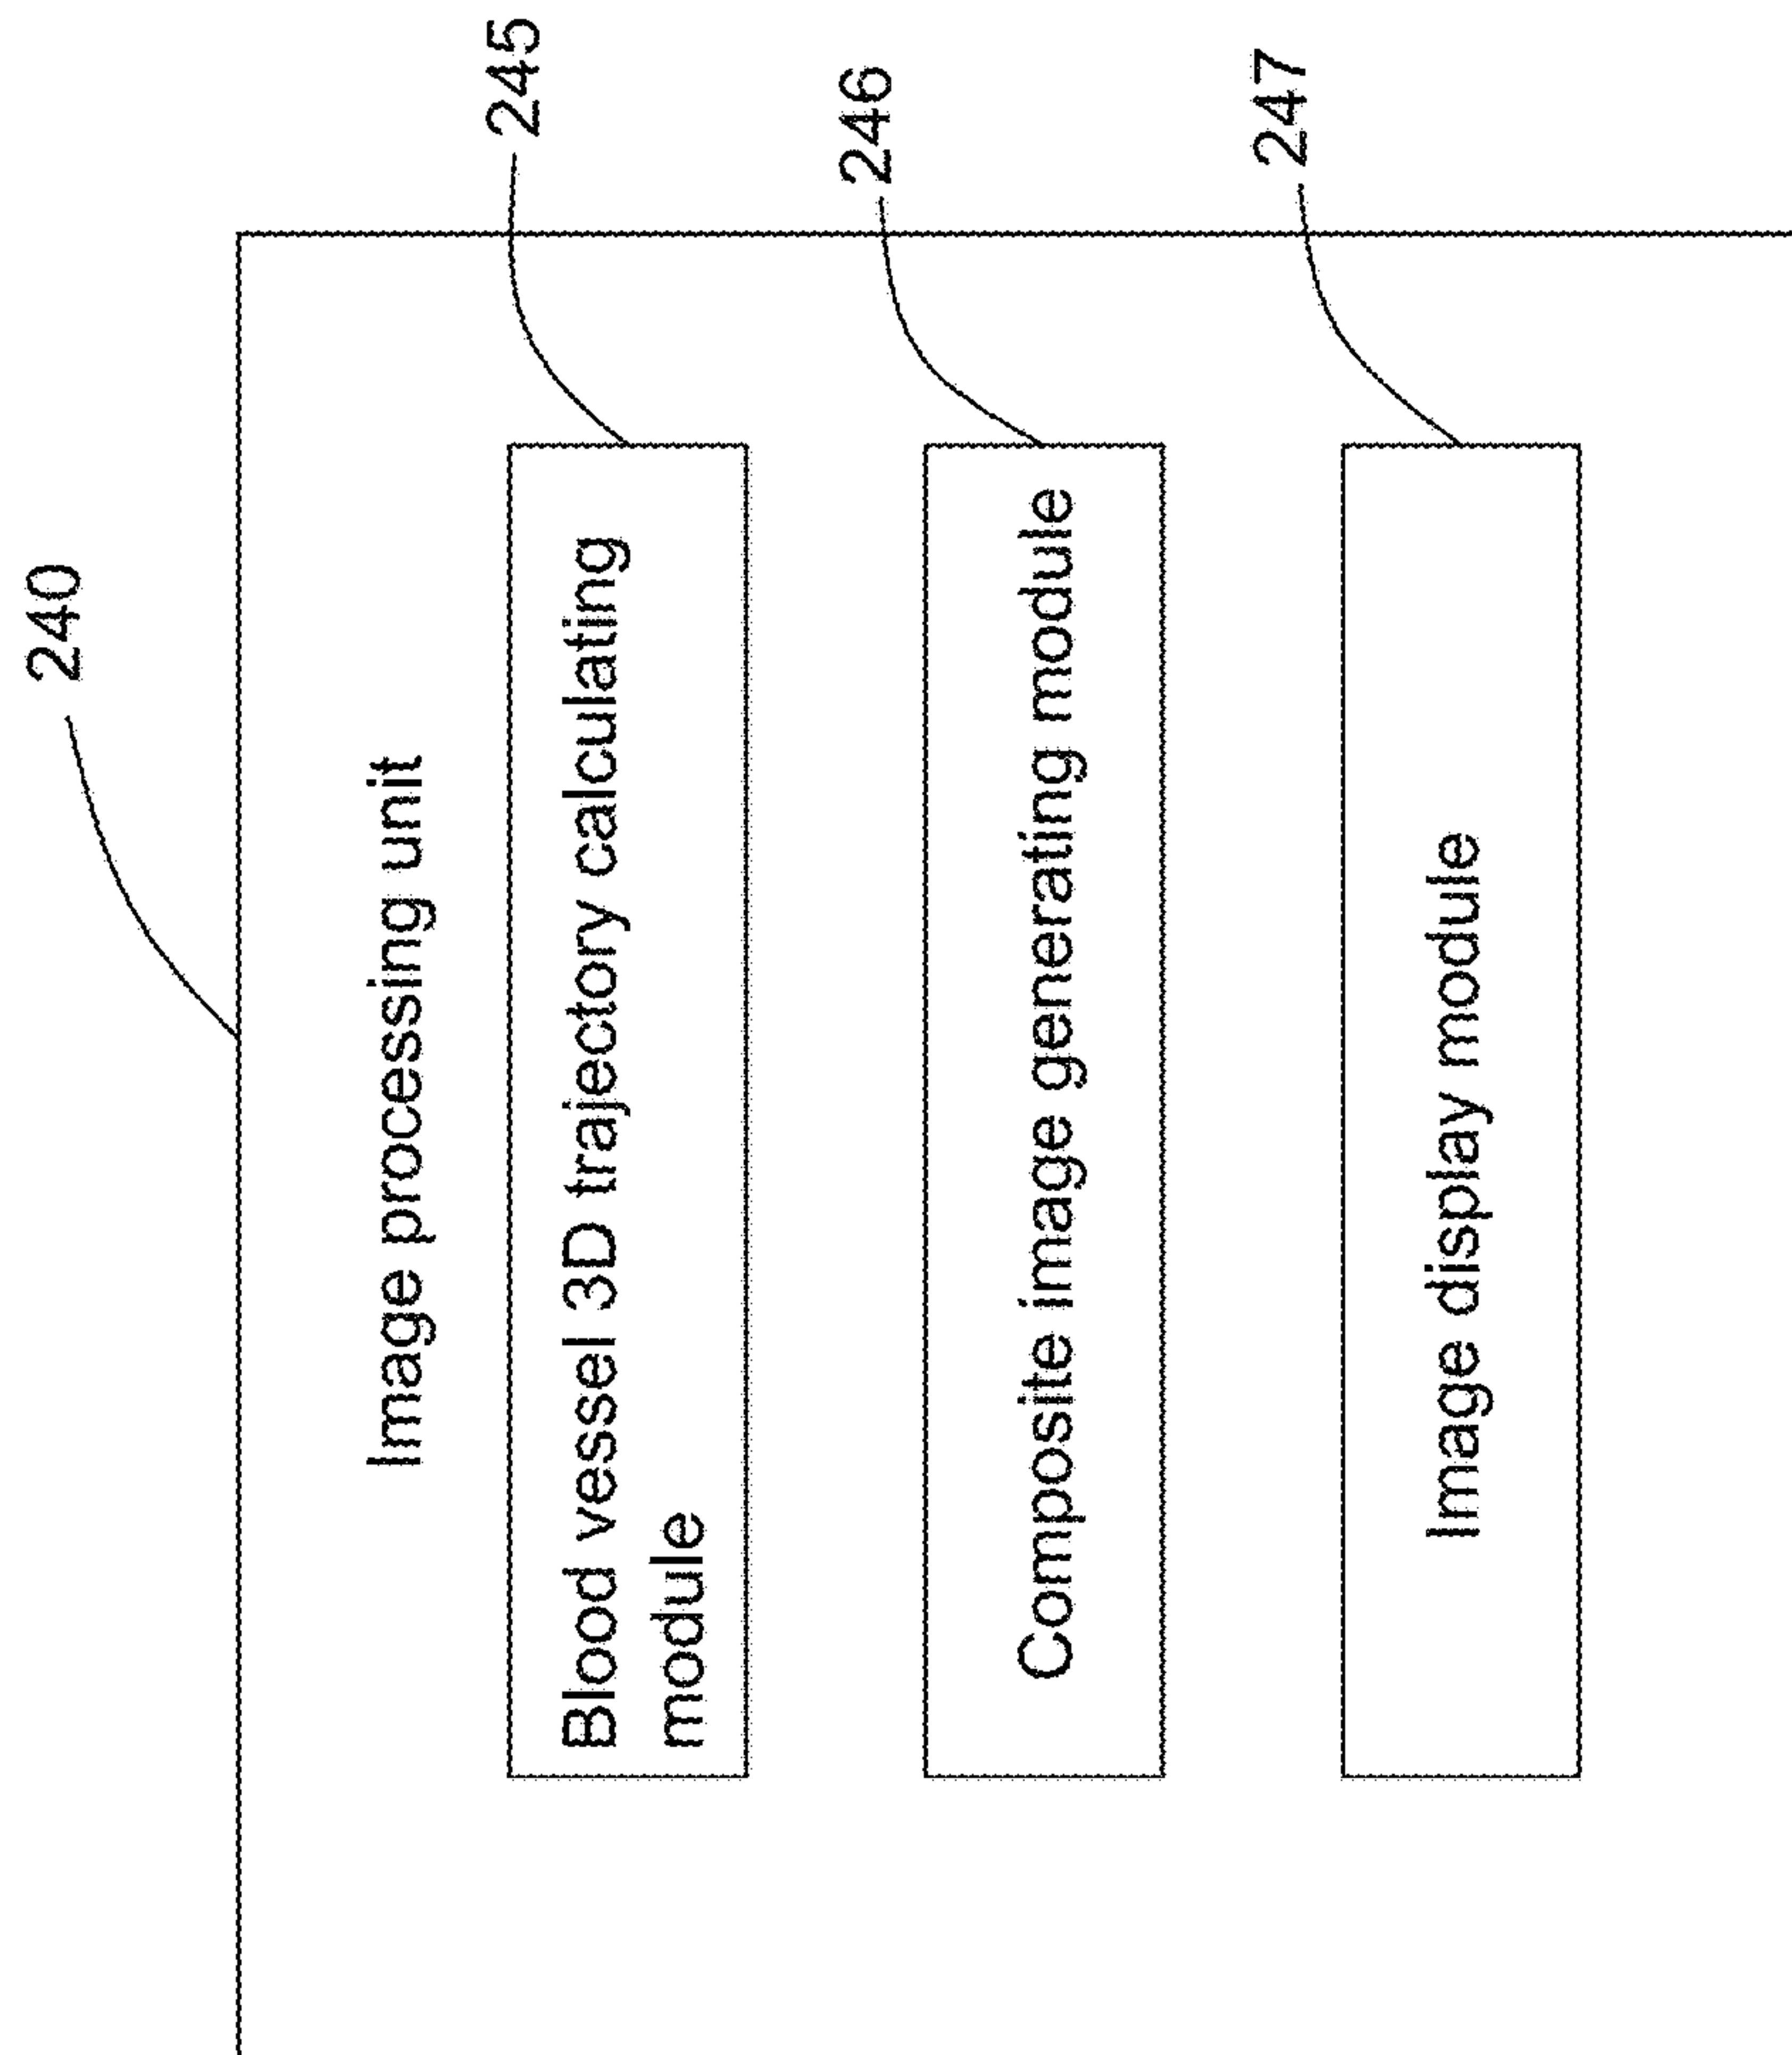 240
Image processing unit
245
Blood vessel 3D trajectory calculating
module
246
Composite image generating module
247
Image display module